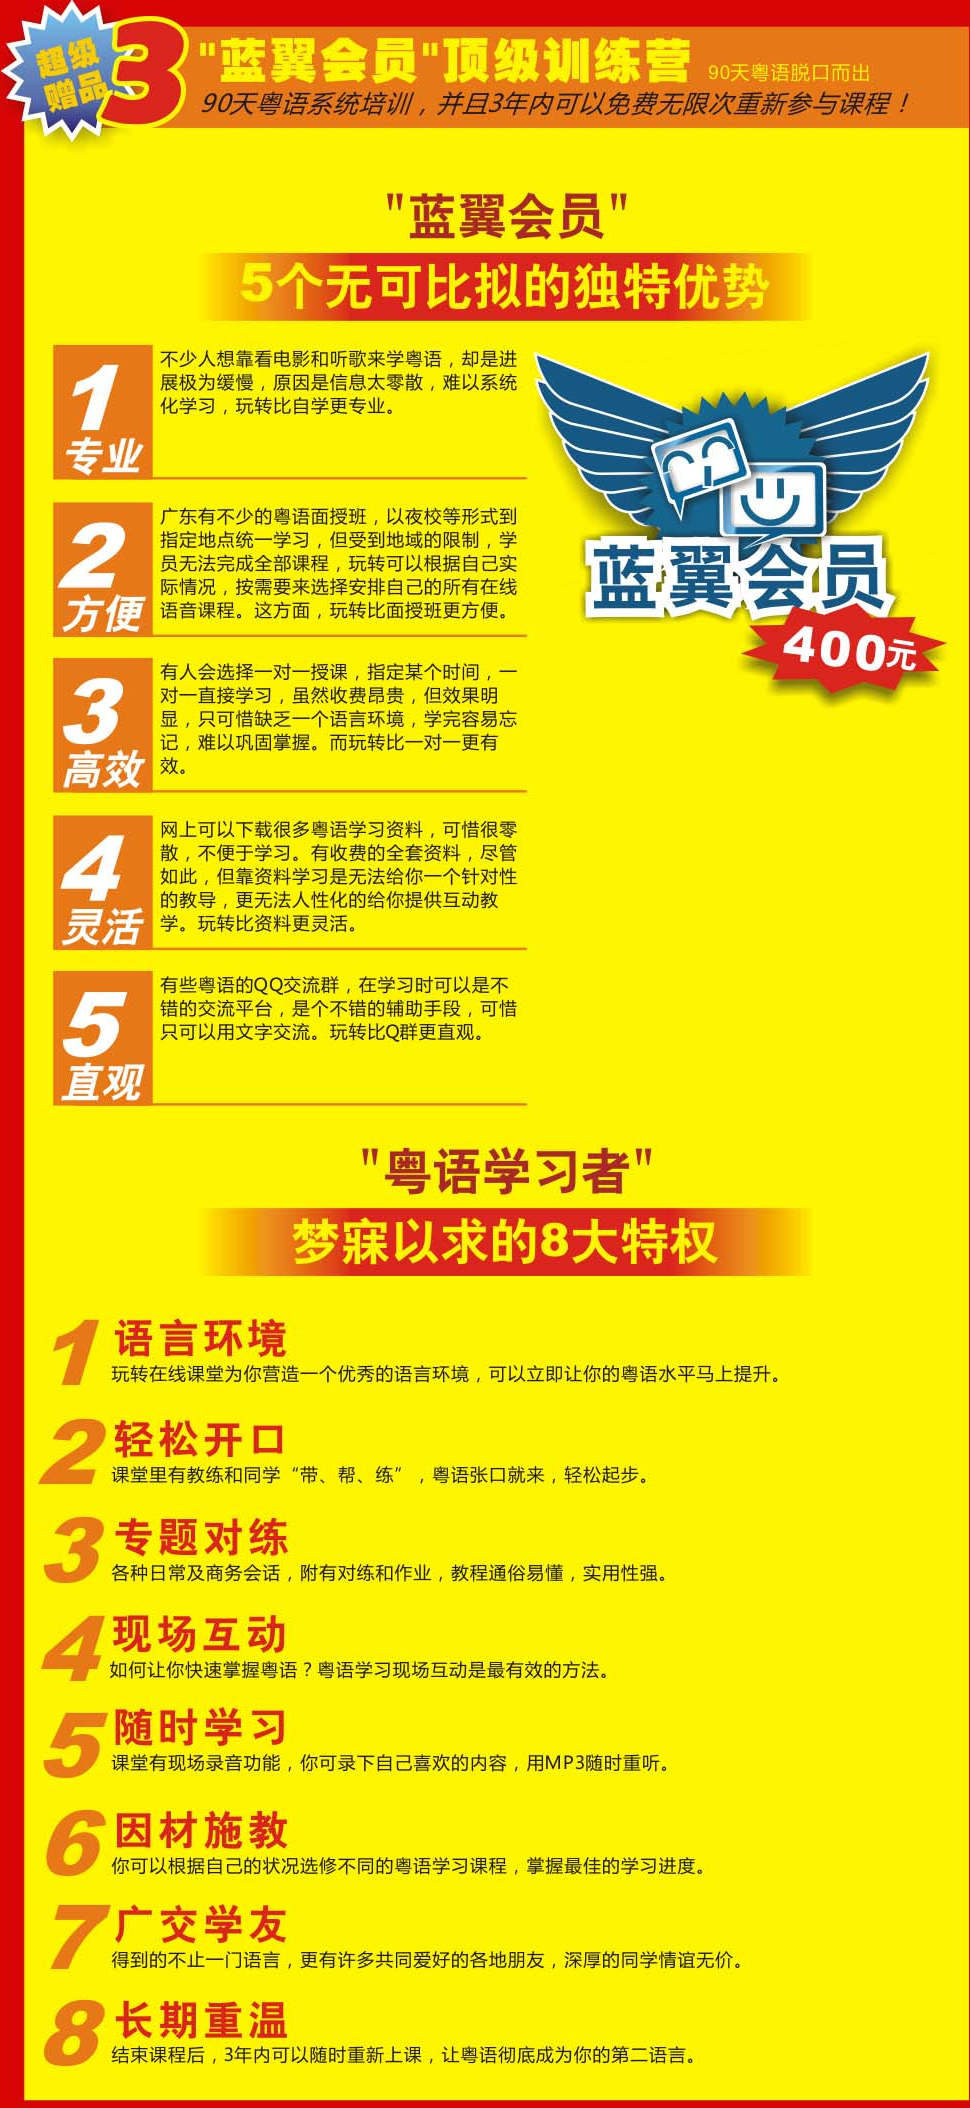 超级
赠品
3
"蓝翼会员"顶级训练营 90天粤语脱口而出
90天粤语系统培训，并且3年内可以免费无限次重新参与课程！
"蓝翼会员"
5个无可比拟的独特优势
1
专业
不少人想靠看电影和听歌来学粤语，却是进
展极为缓慢，原因是信息太零散，难以系统
化学习，玩转比自学更专业。
2
方便
广东有不少的粤语面授班，以夜校等形式到
指定地点统一学习，但受到地域的限制，学
员无法完成全部课程，玩转可以根据自己实
际情况，按需要来选择安排自己的所有在线
语音课程。这方面，玩转比面授班更方便。
3
高效
有人会选择一对一授课，指定某个时间，一
对一直接学习，虽然收费昂贵，但效果明
显，只可惜缺乏一个语言环境，学完容易忘
记，难以巩固掌握。而玩转比一对一更有
效。
4
灵活
网上可以下载很多粤语学习资料，可惜很零
散，不便于学习。有收费的全套资料，尽管
如此，但靠资料学习是无法给你一个针对性
的教导，更无法人性化的给你提供互动教
学。玩转比资料更灵活。
5
直观
有些粤语的QQ交流群，在学习时可以是不
错的交流平台，是个不错的辅助手段，可惜
只可以用文字交流。玩转比Q群更直观。
蓝翼会员
400元
"粤语学习者"
梦寐以求的8大特权
1 语言环境
玩转在线课堂为你营造一个优秀的语言环境，可以立即让你的粤语水平马上提升。
2 轻松开口
课堂里有教练和同学“带、帮、练”，粤语张口就来，轻松起步。
3 专题对练
各种日常及商务会话，附有对练和作业，教程通俗易懂，实用性强。
4 现场互动
如何让你快速掌握粤语？粤语学习现场互动是最有效的方法。
5 随时学习
课堂有现场录音功能，你可录下自己喜欢的内容，用MP3随时重听。
6 因材施教
你可以根据自己的状况选修不同的粤语学习课程，掌握最佳的学习进度。
7 广交学友
得到的不止一门语言，更有许多共同爱好的各地朋友，深厚的同学情谊无价。
8 长期重温
结束课程后，3年内可以随时重新上课，让粤语彻底成为你的第二语言。